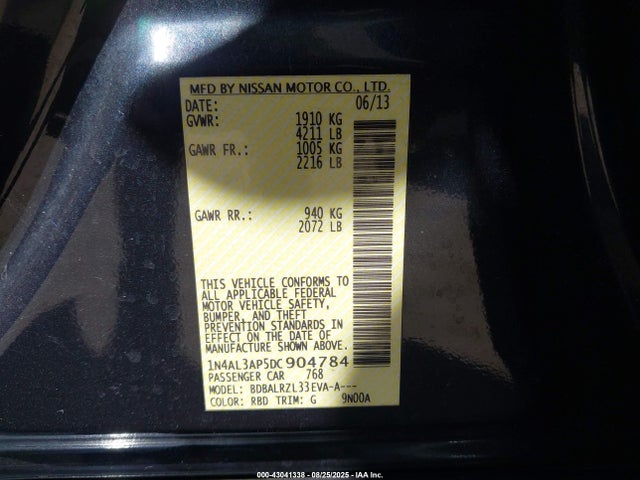 MFD BY NISSAN MOTOR CO., LTD.
DATE: 06/13
GVWR: 1910 KG
4211 LB
GAWR FR.: 1005 KG
2216 LB
GAWR RR.: 940 KG
2072 LB
THIS VEHICLE CONFORMS TO
ALL APPLICABLE FEDERAL
MOTOR VEHICLE SAFETY,
BUMPER, AND THEFT
PREVENTION STANDARDS IN
EFFECT ON THE DATE OF
MANUFACTURE SHOWN ABOVE.
1N4AL3AP5DC904784
PASSENGER CAR 768
MODEL: BDBALRZL33EVA-A---
COLOR: RBD TRIM: G 9N00A
000-43041338 - 08/25/2025 - IAA Inc.